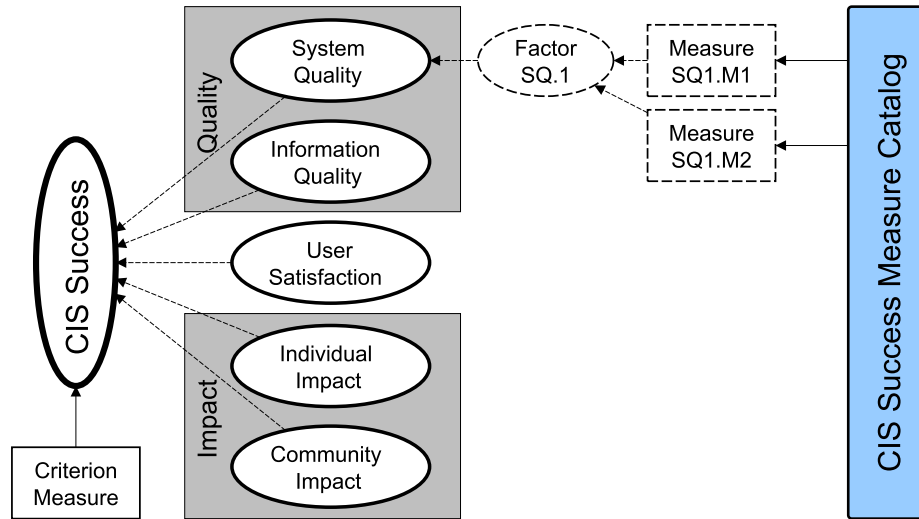 CIS Success
Criterion
Measure
Quality
System
Quality
Information
Quality
User
Satisfaction
Impact
Individual
Impact
Community
Impact
Factor
SQ.1
Measure
SQ1.M1
Measure
SQ1.M2
CIS Success Measure Catalog